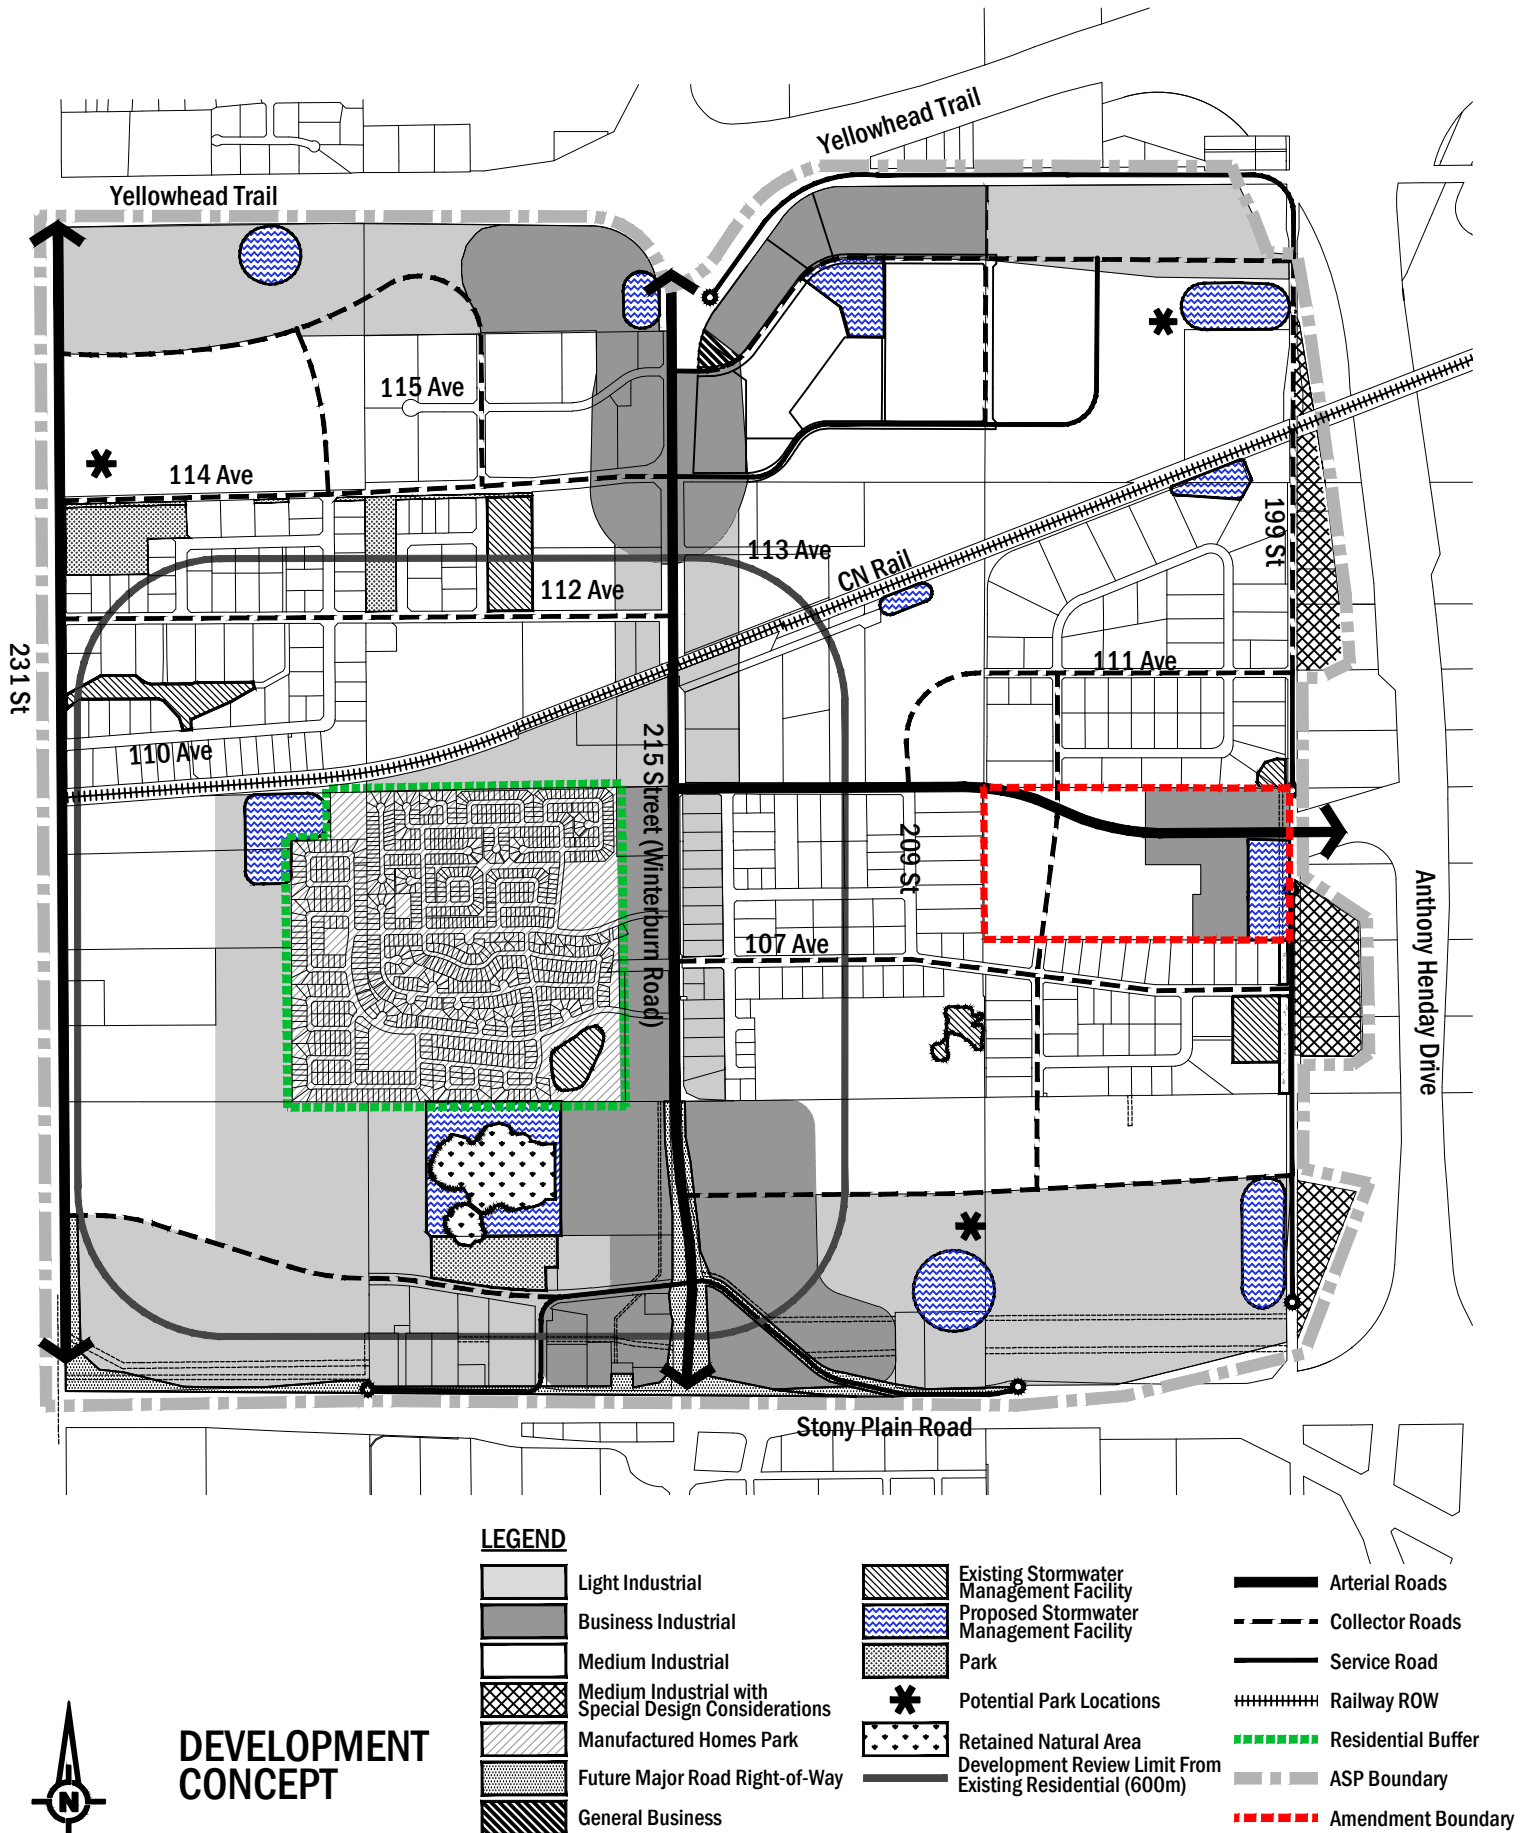 Yellowhead Trail
Yellowhead Trail
115 Ave
114 Ave
199 St
113 Ave
CN Rail
112 Ave
231 St
111 Ave
110 Ave
215 Street (Winterburn Road)
209 St
107 Ave
Anthony Henday Drive
Stony Plain Road
LEGEND
Light Industrial
Business Industrial
Medium Industrial
Medium Industrial with
Special Design Considerations
Manufactured Homes Park
Future Major Road Right-of-Way
General Business
Existing Stormwater
Management Facility
Proposed Stormwater
Management Facility
Park
Potential Park Locations
Retained Natural Area
Development Review Limit From
Existing Residential (600m)
Arterial Roads
Collector Roads
Service Road
Railway ROW
Residential Buffer
ASP Boundary
Amendment Boundary
DEVELOPMENT
CONCEPT
N